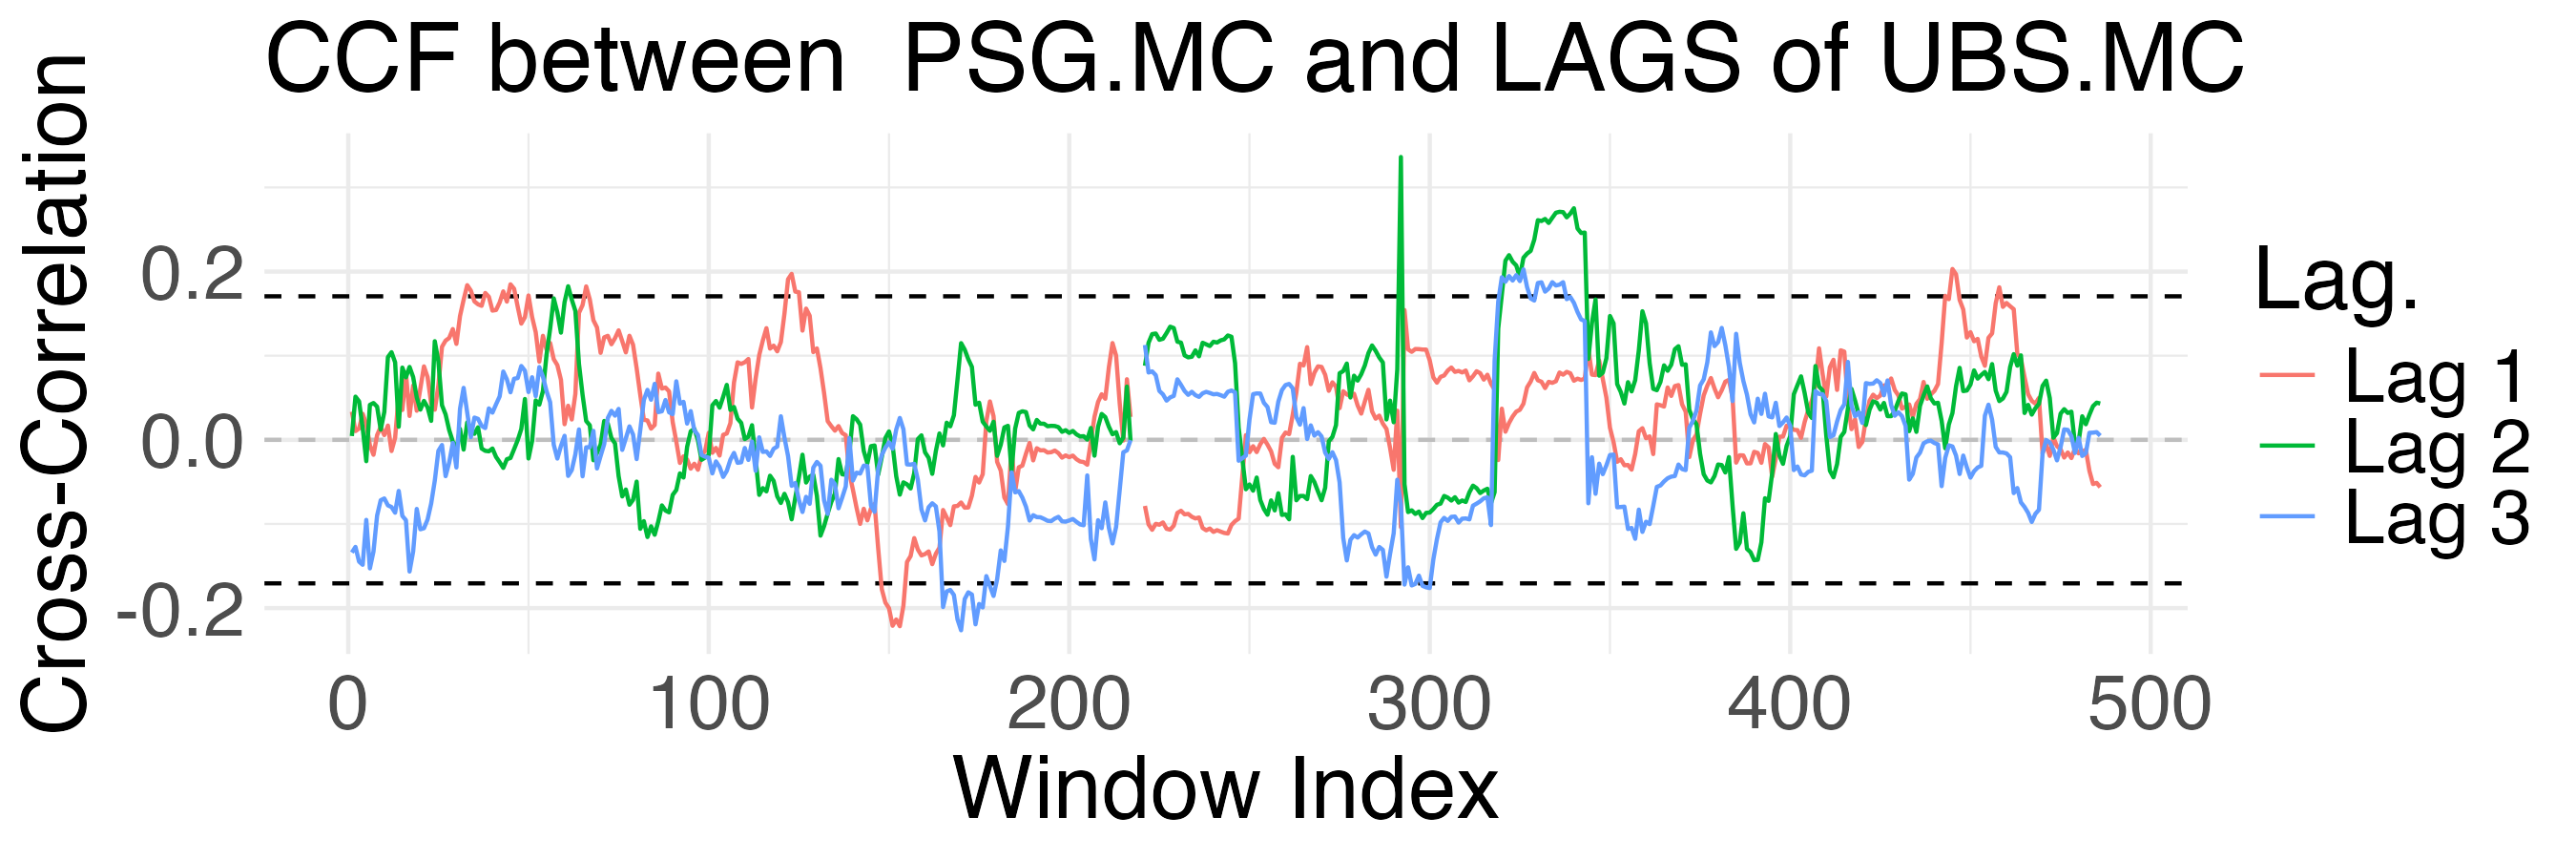 CCF between  PSG.MC and LAGS of UBS.MC
Cross-Correlation
0.2
0.0
-0.2
0 100 200 300 400 500
Window Index
Lag.
Lag 1
Lag 2
Lag 3